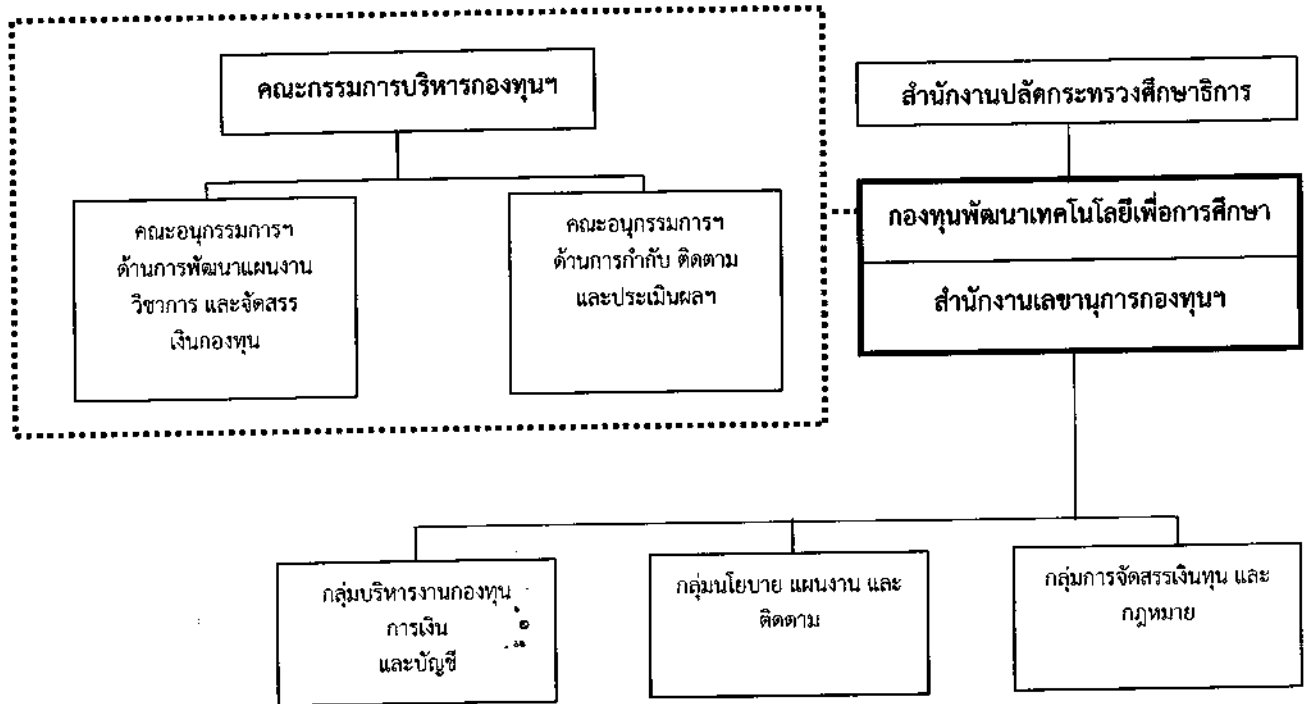 คณะกรรมการบริหารกองทุนฯ
สำนักงานปลัดกระทรวงศึกษาธิการ
คณะอนุกรรมการฯ
ด้านการพัฒนาแผนงาน
วิชาการ และจัดสรร
เงินกองทุน
คณะอนุกรรมการฯ
ด้านการกำกับ ติดตาม
และประเมินผลฯ
กองทุนพัฒนาเทคโนโลยีเพื่อการศึกษา
สำนักงานเลขานุการกองทุนฯ
กลุ่มบริหารงานกองทุน
การเงิน
และบัญชี
กลุ่มนโยบาย แผนงาน และ
ติดตาม
กลุ่มการจัดสรรเงินทุน และ
กฎหมาย